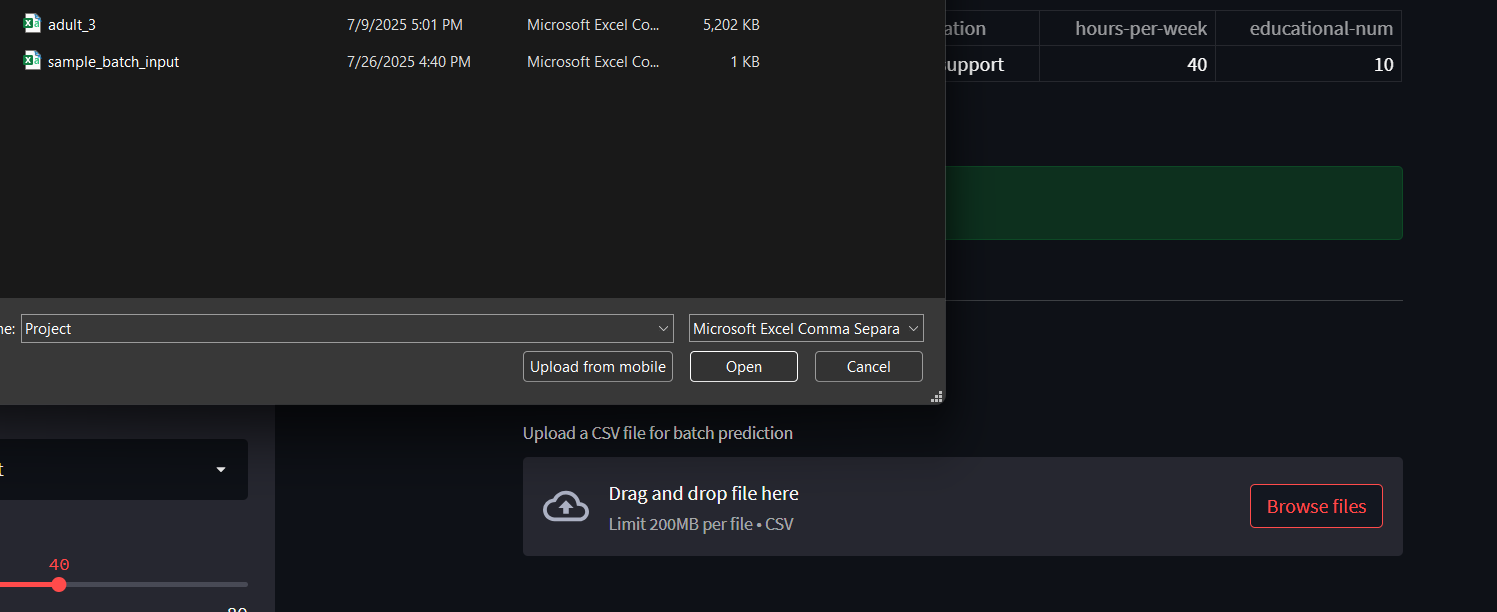 adult_3 7/9/2025 5:01 PM Microsoft Excel Co... 5,202 KB
sample_batch_input 7/26/2025 4:40 PM Microsoft Excel Co... 1 KB
ation hours-per-week educational-num
upport 40 10
ne: Project Microsoft Excel Comma Separa
Upload from mobile Open Cancel
Upload a CSV file for batch prediction
t
Drag and drop file here
Limit 200MB per file • CSV
Browse files
40
80